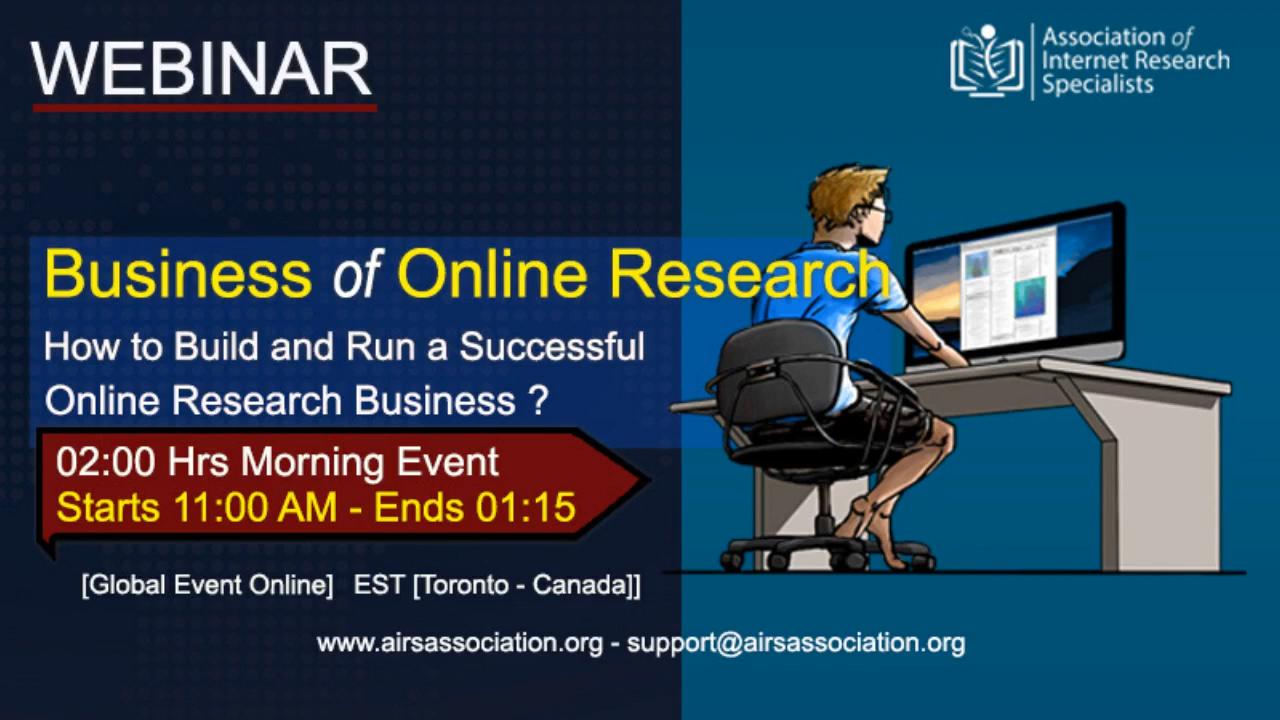 WEBINAR
Association of
Internet Research
Specialists
Business of Online Research
How to Build and Run a Successful
Online Research Business ?
02:00 Hrs Morning Event
Starts 11:00 AM - Ends 01:15
[Global Event Online] EST [Toronto - Canada]]
www.airsassociation.org - support@airsassociation.org